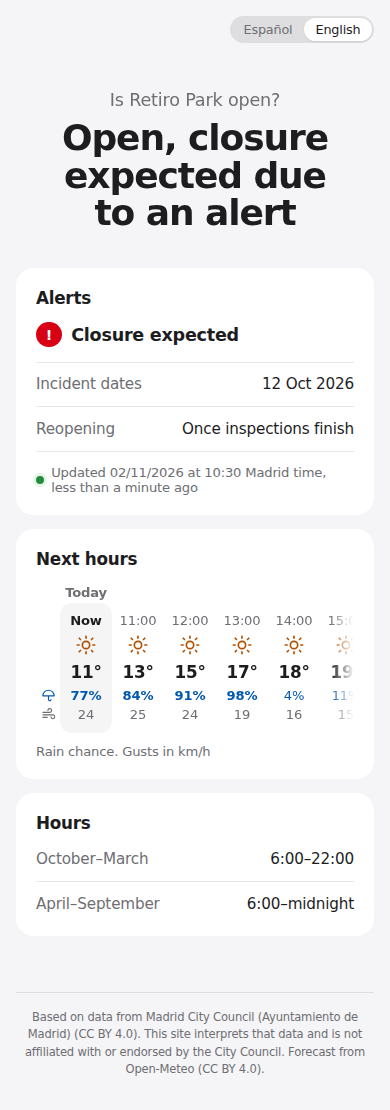 Español English
Is Retiro Park open?
Open, closure
expected due
to an alert
Alerts
! Closure expected
Incident dates 12 Oct 2026
Reopening Once inspections finish
Updated 02/11/2026 at 10:30 Madrid time,
less than a minute ago
Next hours
Today
Now 11:00 12:00 13:00 14:00
11° 13° 15° 17° 18° 19
77% 84% 91% 98% 4% 11%
24 25 24 19 16 15
Rain chance. Gusts in km/h
Hours
October–March 6:00–22:00
April–September 6:00–midnight
Based on data from Madrid City Council (Ayuntamiento de
Madrid) (CC BY 4.0). This site interprets that data and is not
affiliated with or endorsed by the City Council. Forecast from
Open-Meteo (CC BY 4.0).